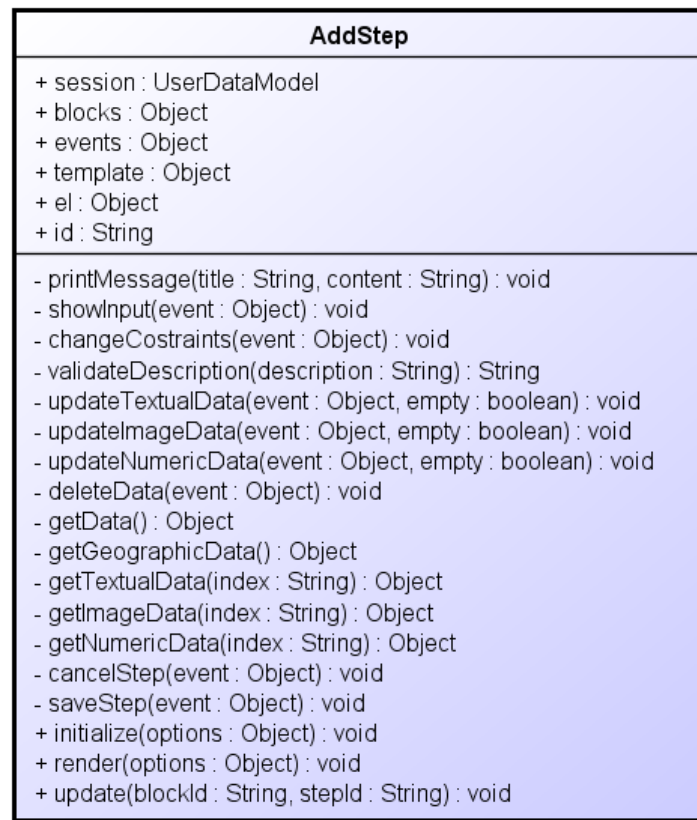 AddStep
+ session : UserDataModel
+ blocks : Object
+ events : Object
+ template : Object
+ el : Object
+ id : String
- printMessage(title : String, content : String) : void
- showInput(event : Object) : void
- changeCostraints(event : Object) : void
- validateDescription(description : String) : String
- updateTextualData(event : Object, empty : boolean) : void
- updateImageData(event : Object, empty : boolean) : void
- updateNumericData(event : Object, empty : boolean) : void
- deleteData(event : Object) : void
- getData() : Object
- getGeographicData() : Object
- getTextualData(index : String) : Object
- getImageData(index : String) : Object
- getNumericData(index : String) : Object
- cancelStep(event : Object) : void
- saveStep(event : Object) : void
+ initialize(options : Object) : void
+ render(options : Object) : void
+ update(blockId : String, stepId : String) : void